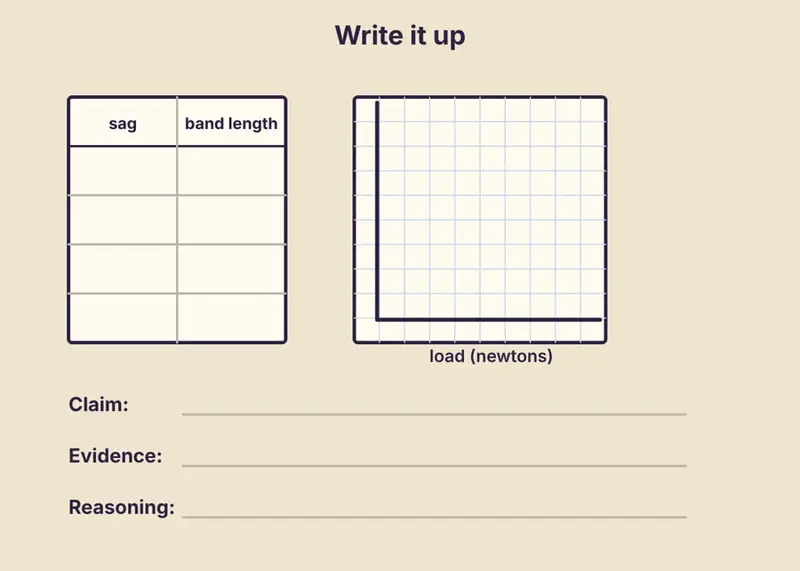 Write it up
sag band length
load (newtons)
Claim:
Evidence:
Reasoning: